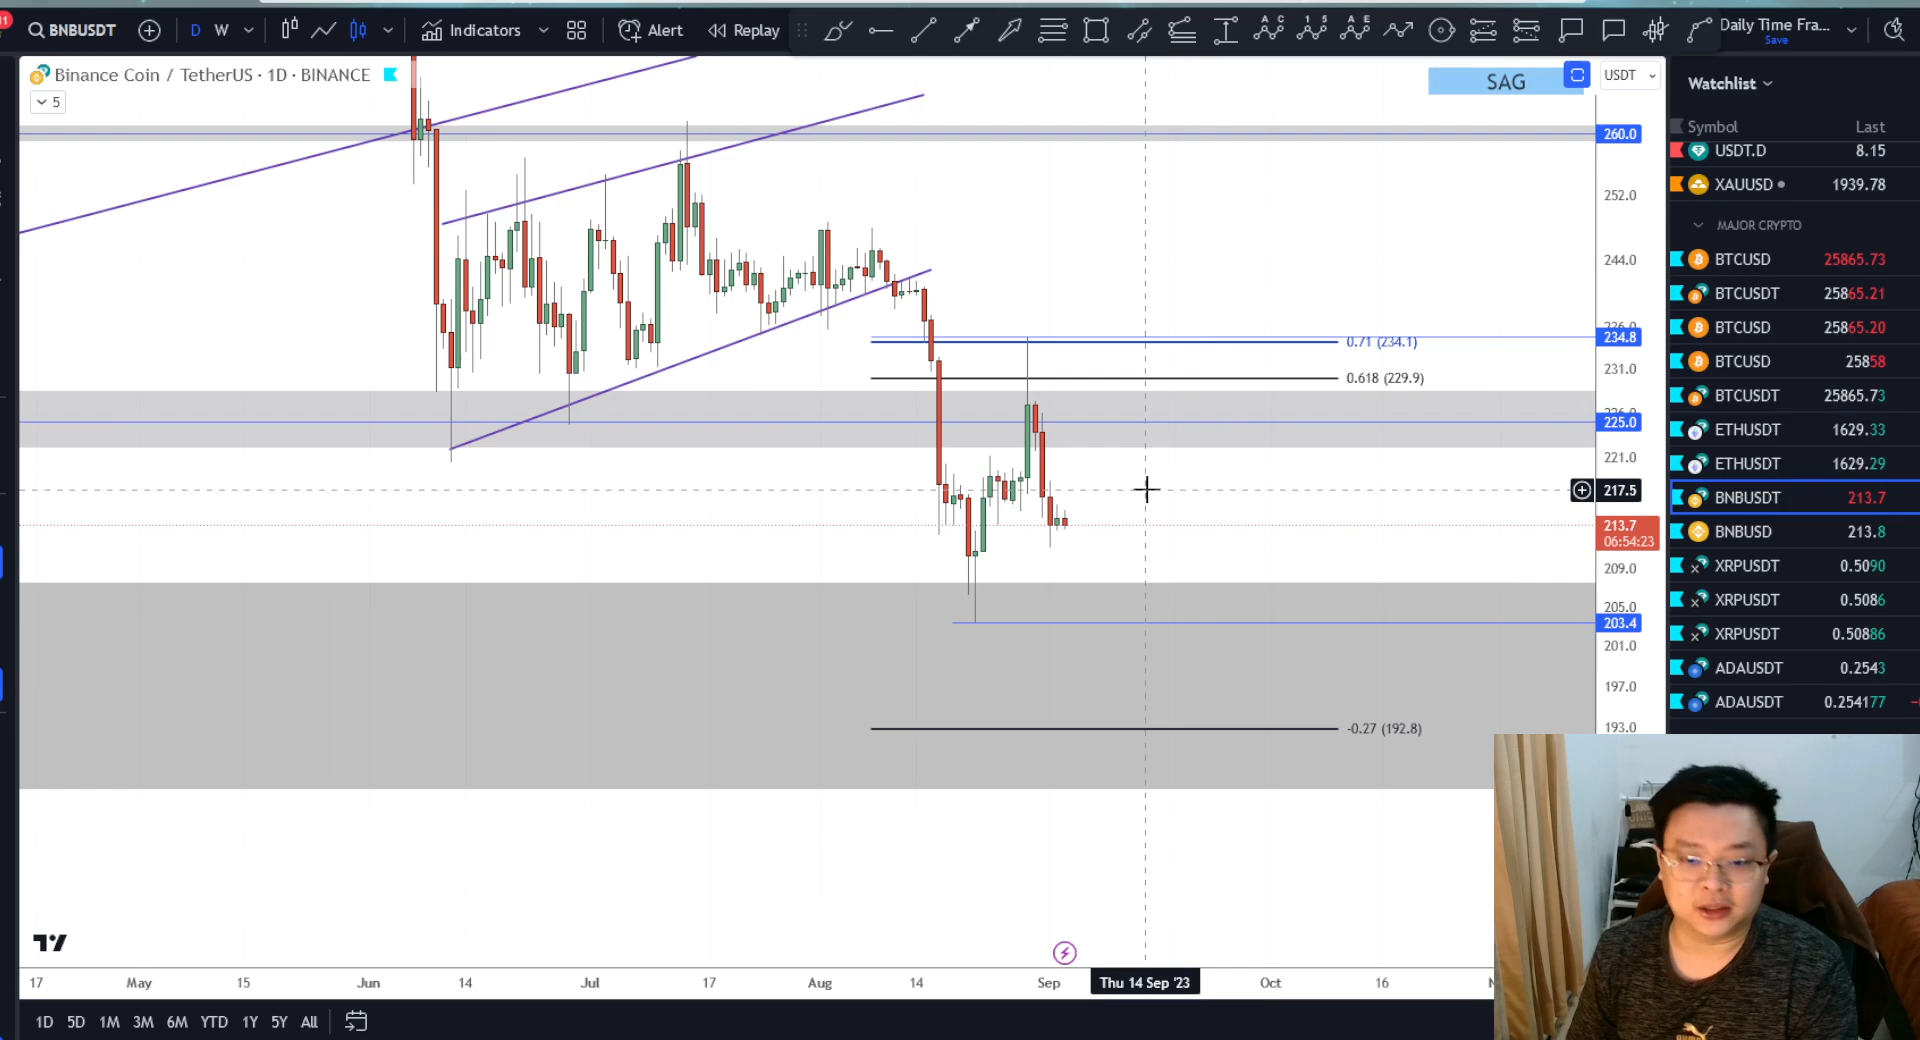 11
BNBUSDT D W Indicators Alert Replay A C 1 5 A E Daily Time Fra...
Save
Binance Coin / TetherUS · 1D · BINANCE
5
SAG
USDT
260.0
252.0
244.0
234.8
231.0
225.0
221.0
217.5
213.7
06:54:23
209.0
205.0
203.4
201.0
197.0
193.0
0.71 (234.1)
0.618 (229.9)
-0.27 (192.8)
17 May 15 Jun 14 Jul 17 Aug 14 Sep Thu 14 Sep '23 Oct 16
1D 5D 1M 3M 6M YTD 1Y 5Y All
Watchlist
Symbol Last
USDT.D 8.15
XAUUSD 1939.78
MAJOR CRYPTO
BTCUSD 25865.73
BTCUSDT 25865.21
BTCUSD 25865.20
BTCUSD 25858
BTCUSDT 25865.73
ETHUSDT 1629.33
ETHUSDT 1629.29
BNBUSDT 213.7
BNBUSD 213.8
XRPUSDT 0.5090
XRPUSDT 0.5086
XRPUSDT 0.50886
ADAUSDT 0.2543
ADAUSDT 0.254177